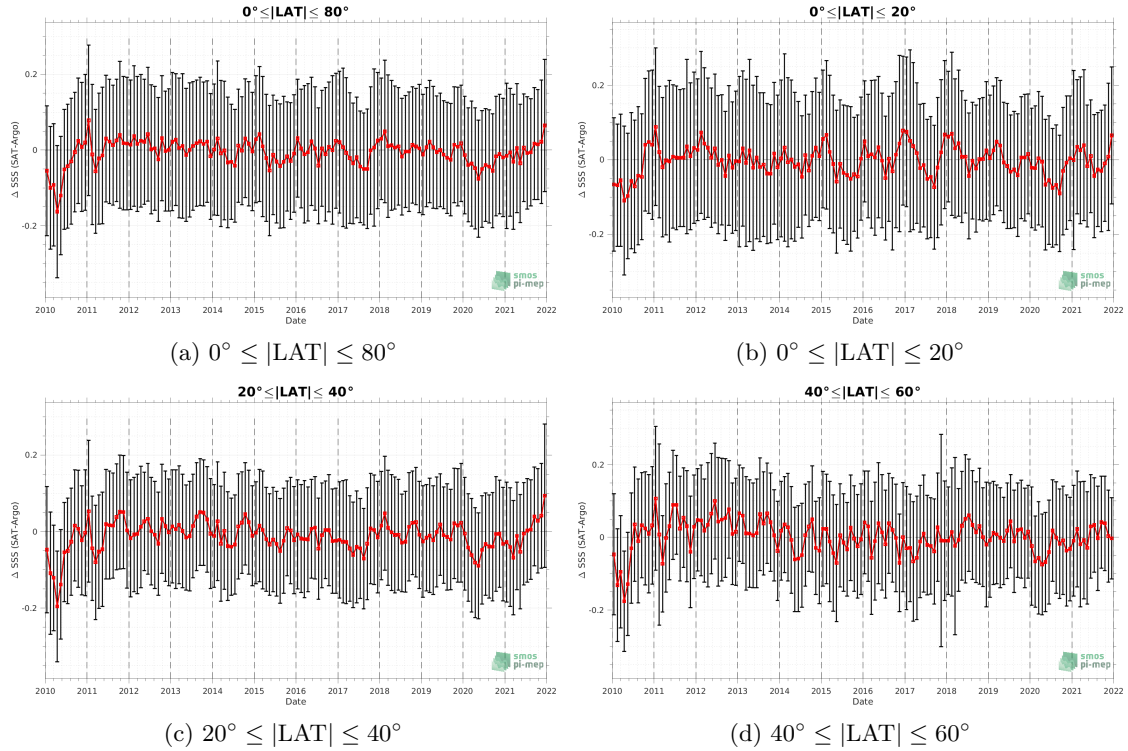 0°≤|LAT|≤ 80°
Δ SSS (SAT-Argo)
0.2
0
-0.2
smos
pi-mep
2010 2011 2012 2013 2014 2015 2016 2017 2018 2019 2020 2021 2022
Date
(a) 0° ≤ |LAT| ≤ 80°
0°≤|LAT|≤ 20°
Δ SSS (SAT-Argo)
0.2
0
-0.2
smos
pi-mep
2010 2011 2012 2013 2014 2015 2016 2017 2018 2019 2020 2021 2022
Date
(b) 0° ≤ |LAT| ≤ 20°
20°≤|LAT|≤ 40°
Δ SSS (SAT-Argo)
0.2
0
-0.2
smos
pi-mep
2010 2011 2012 2013 2014 2015 2016 2017 2018 2019 2020 2021 2022
Date
(c) 20° ≤ |LAT| ≤ 40°
40°≤|LAT|≤ 60°
Δ SSS (SAT-Argo)
0.2
0
-0.2
smos
pi-mep
2010 2011 2012 2013 2014 2015 2016 2017 2018 2019 2020 2021 2022
Date
(d) 40° ≤ |LAT| ≤ 60°